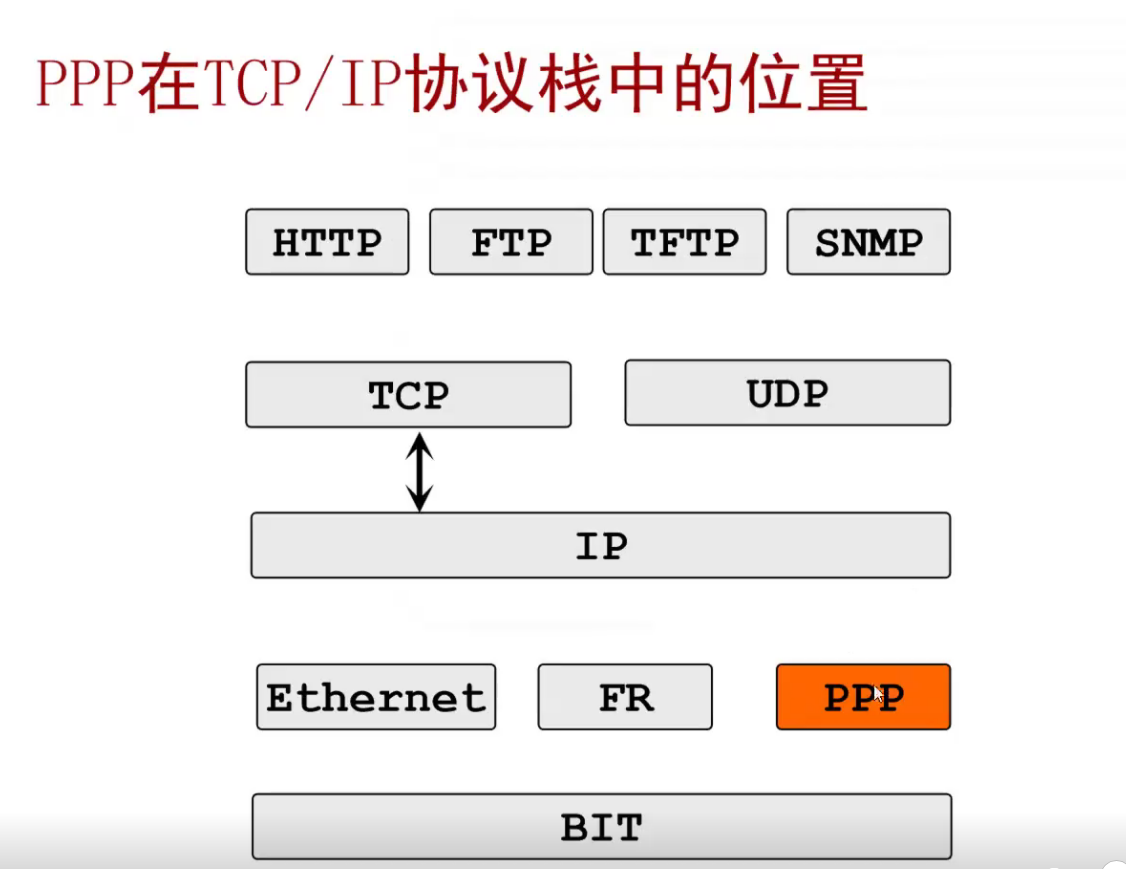 PPP在TCP/IP协议栈中的位置
HTTP FTP TFTP SNMP
TCP UDP
IP
Ethernet FR PPP
BIT